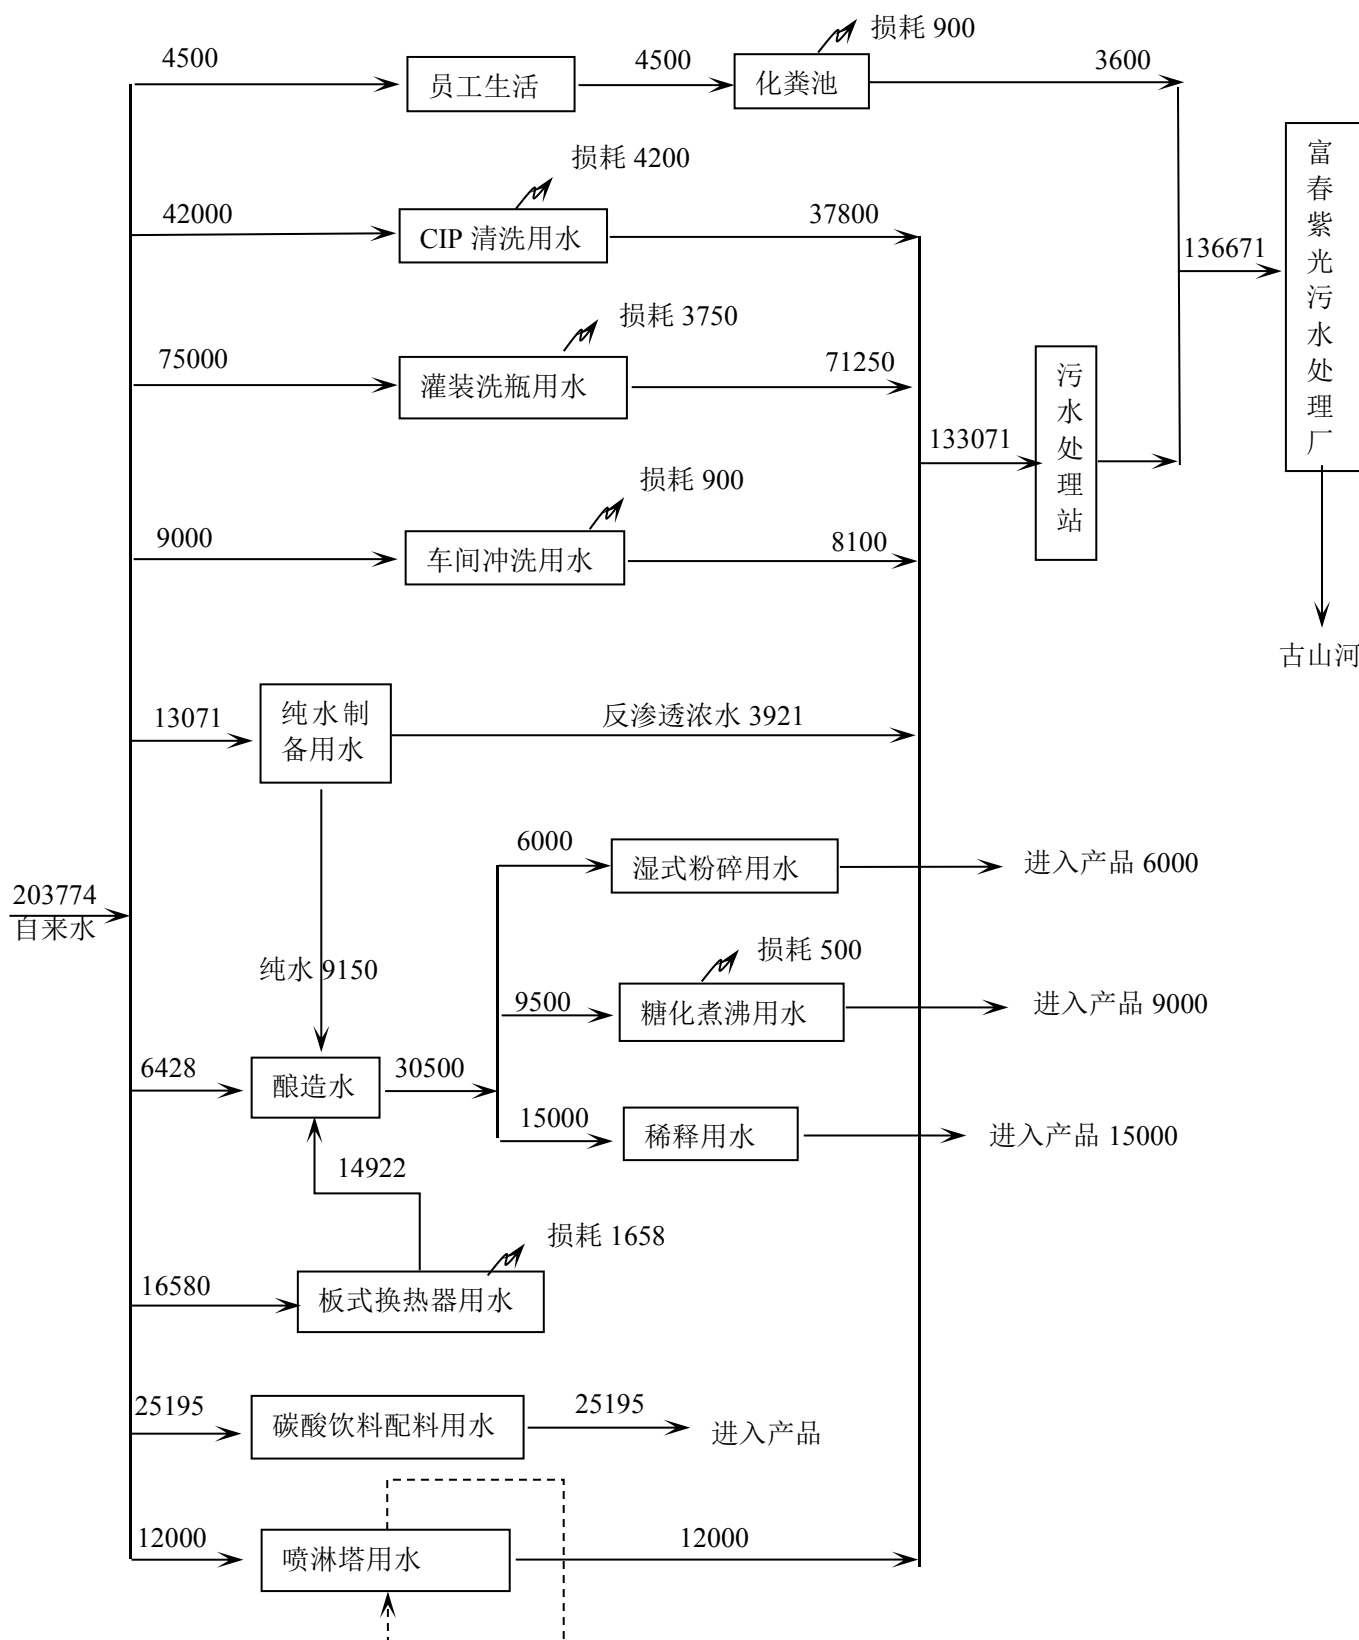 损耗 900
4500
员工生活
4500
化粪池
3600
损耗 4200
42000
CIP 清洗用水
37800
136671
富春紫光污水处理厂
损耗 3750
75000
灌装洗瓶用水
71250
133071
污水处理站
损耗 900
9000
车间冲洗用水
8100
古山河
13071
纯水制
备用水
反渗透浓水 3921
203774
自来水
6000
湿式粉碎用水
进入产品 6000
纯水 9150
损耗 500
9500
糖化煮沸用水
进入产品 9000
6428
酿造水
30500
15000
稀释用水
进入产品 15000
14922
损耗 1658
16580
板式换热器用水
25195
碳酸饮料配料用水
25195
进入产品
12000
喷淋塔用水
12000